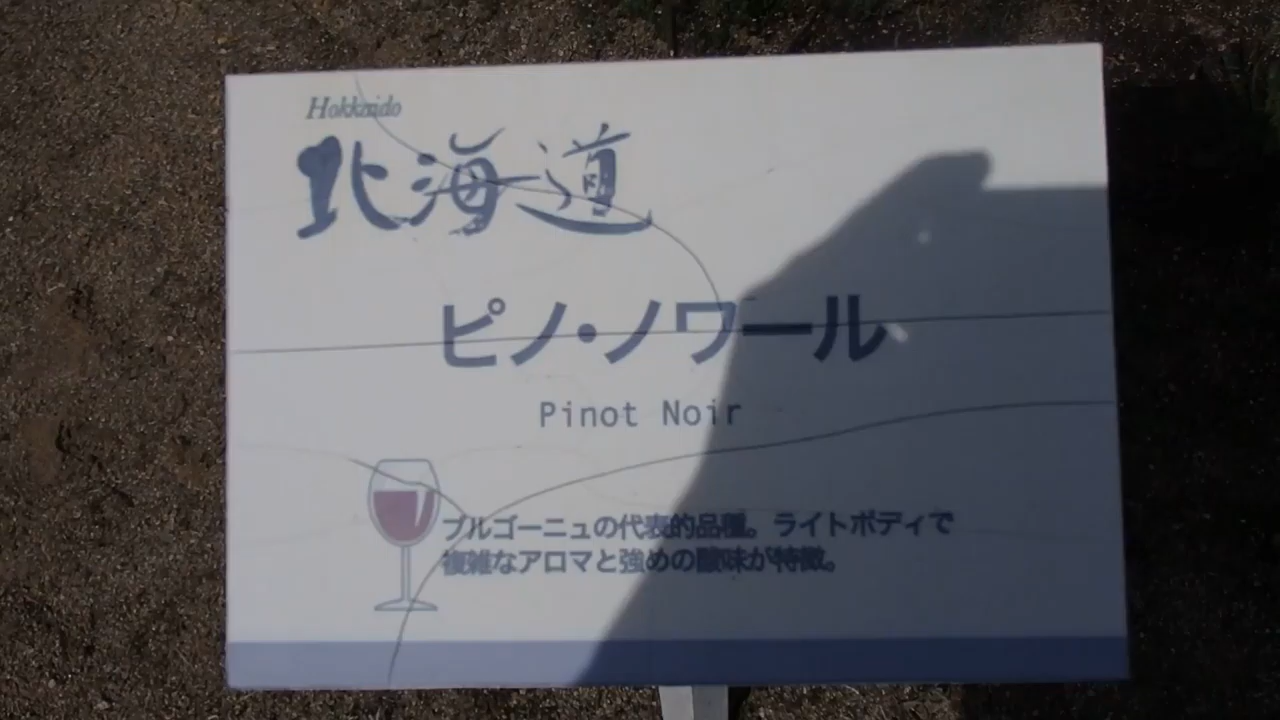 Hokkaido
北海道
ピノ・ノワール
Pinot Noir
ブルゴーニュの代表的品種。ライトボディで
複雑なアロマと強めの酸味が特徴。